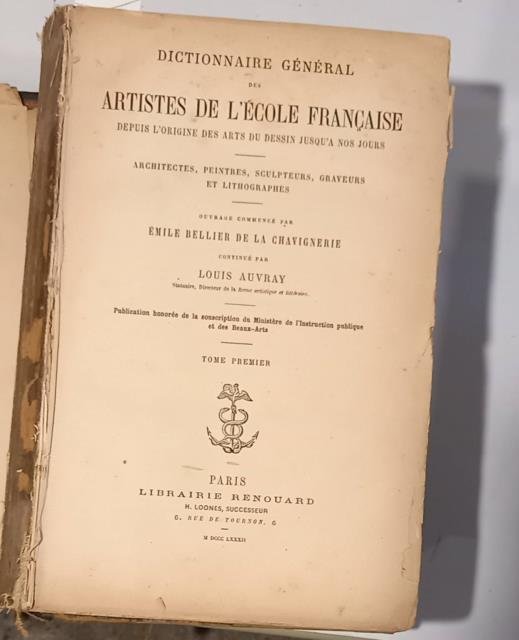 DICTIONNAIRE GÉNÉRAL
DES
ARTISTES DE L'ÉCOLE FRANÇAISE
DEPUIS L'ORIGINE DES ARTS DU DESSIN JUSQU'A NOS JOURS
ARCHITECTES, PEINTRES, SCULPTEURS, GRAVEURS
ET LITHOGRAPHES
OUVRAGE COMMENCÉ PAR
ÉMILE BELLIER DE LA CHAVIGNERIE
CONTINUÉ PAR
LOUIS AUVRAY
Statuaire, Directeur de la Revue artistique et littéraire.
Publication honorée de la souscription du Ministère de l'Instruction publique
et des Beaux-Arts
TOME PREMIER
PARIS
LIBRAIRIE RENOUARD
H. LOONES, SUCCESSEUR
6, RUE DE TOURNON, 6
M DCCC LXXXII